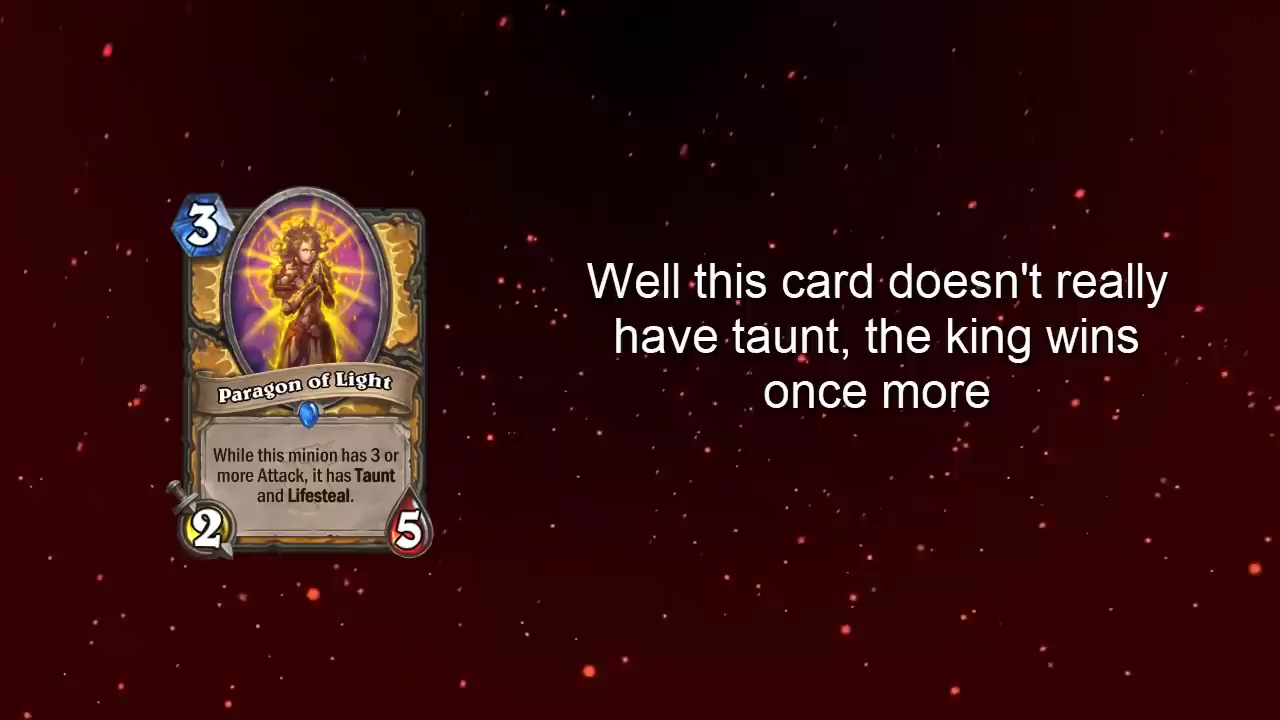 3
Paragon of Light
While this minion has 3 or
more Attack, it has Taunt
and Lifesteal.
2
5
Well this card doesn't really
have taunt, the king wins
once more